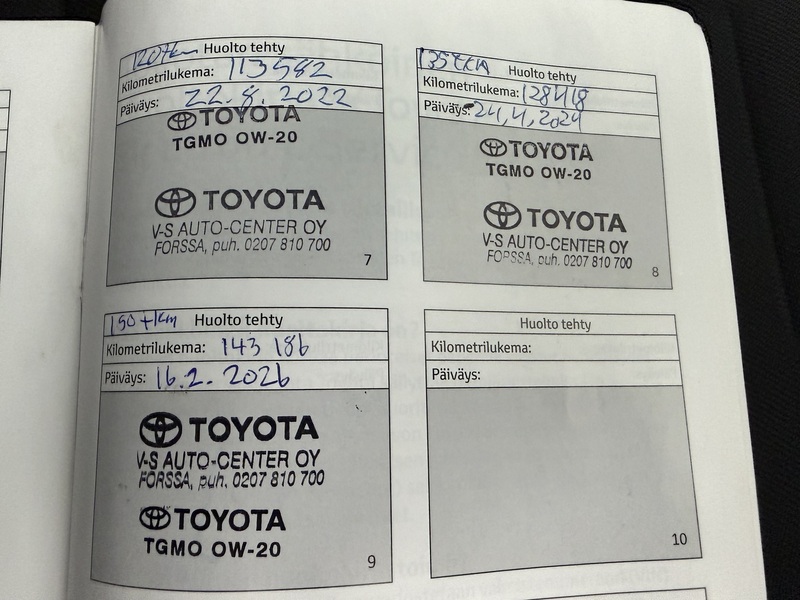 120tkm Huolto tehty
Kilometrilukema: 113582
Päiväys: 22.8.2022
TOYOTA
TGMO 0W-20
TOYOTA
V-S AUTO-CENTER OY
FORSSA, puh. 0207 810 700
7
135tkm Huolto tehty
Kilometrilukema: 128418
Päiväys: 24.4.2024
TOYOTA
TGMO 0W-20
TOYOTA
V-S AUTO-CENTER OY
FORSSA, puh. 0207 810 700
8
150tkm Huolto tehty
Kilometrilukema: 143 186
Päiväys: 16.2.2026
TOYOTA
V-S AUTO-CENTER OY
FORSSA, puh. 0207 810 700
TOYOTA
TGMO 0W-20
9
Huolto tehty
Kilometrilukema:
Päiväys:
10